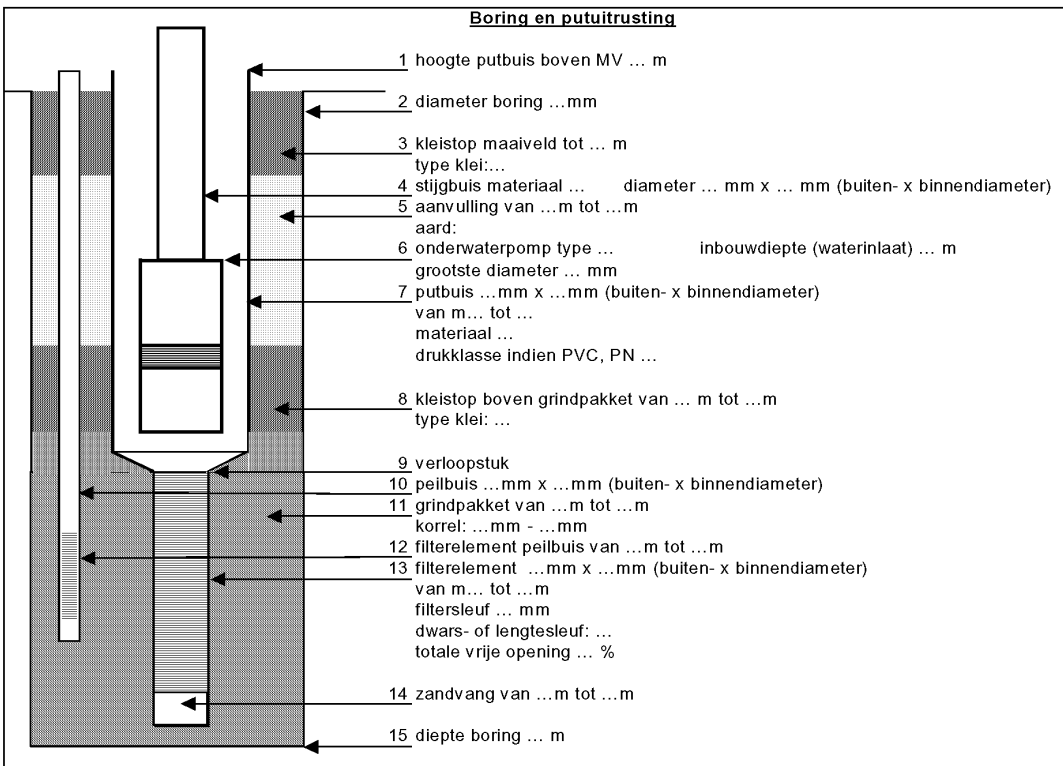 Boring en putuitrusting
1 hoogte putbuis boven MV … m
2 diameter boring …mm
3 kleistop maaiveld tot … m
type klei:…
4 stijgbuis materiaal … diameter … mm x … mm (buiten- x binnendiameter)
5 aanvulling van …m tot …m
aard:
6 onderwaterpomp type … inbouwdiepte (waterinlaat) … m
grootste diameter … mm
7 putbuis …mm x …mm (buiten- x binnendiameter)
van m… tot …
materiaal …
drukklasse indien PVC, PN …
8 kleistop boven grindpakket van … m tot …m
type klei: …
9 verloopstuk
10 peilbuis …mm x …mm (buiten- x binnendiameter)
11 grindpakket van …m tot …m
korrel: …mm - …mm
12 filterelement peilbuis van …m tot …m
13 filterelement …mm x …mm (buiten- x binnendiameter)
van m… tot …m
filtersleuf … mm
dwars- of lengtesleuf: …
totale vrije opening … %
14 zandvang van …m tot …m
15 diepte boring … m